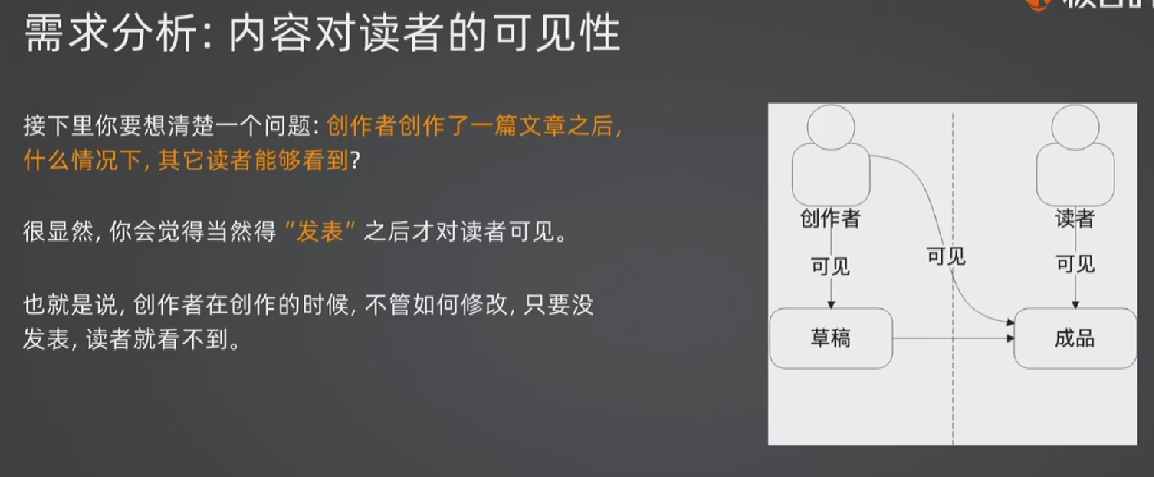 需求分析: 内容对读者的可见性
接下里你要想清楚一个问题: 创作者创作了一篇文章之后,
什么情况下, 其它读者能够看到?
很显然, 你会觉得当然得 “发表” 之后才对读者可见。
也就是说, 创作者在创作的时候, 不管如何修改, 只要没
发表, 读者就看不到。
创作者
读者
可见
可见
可见
草稿
成品